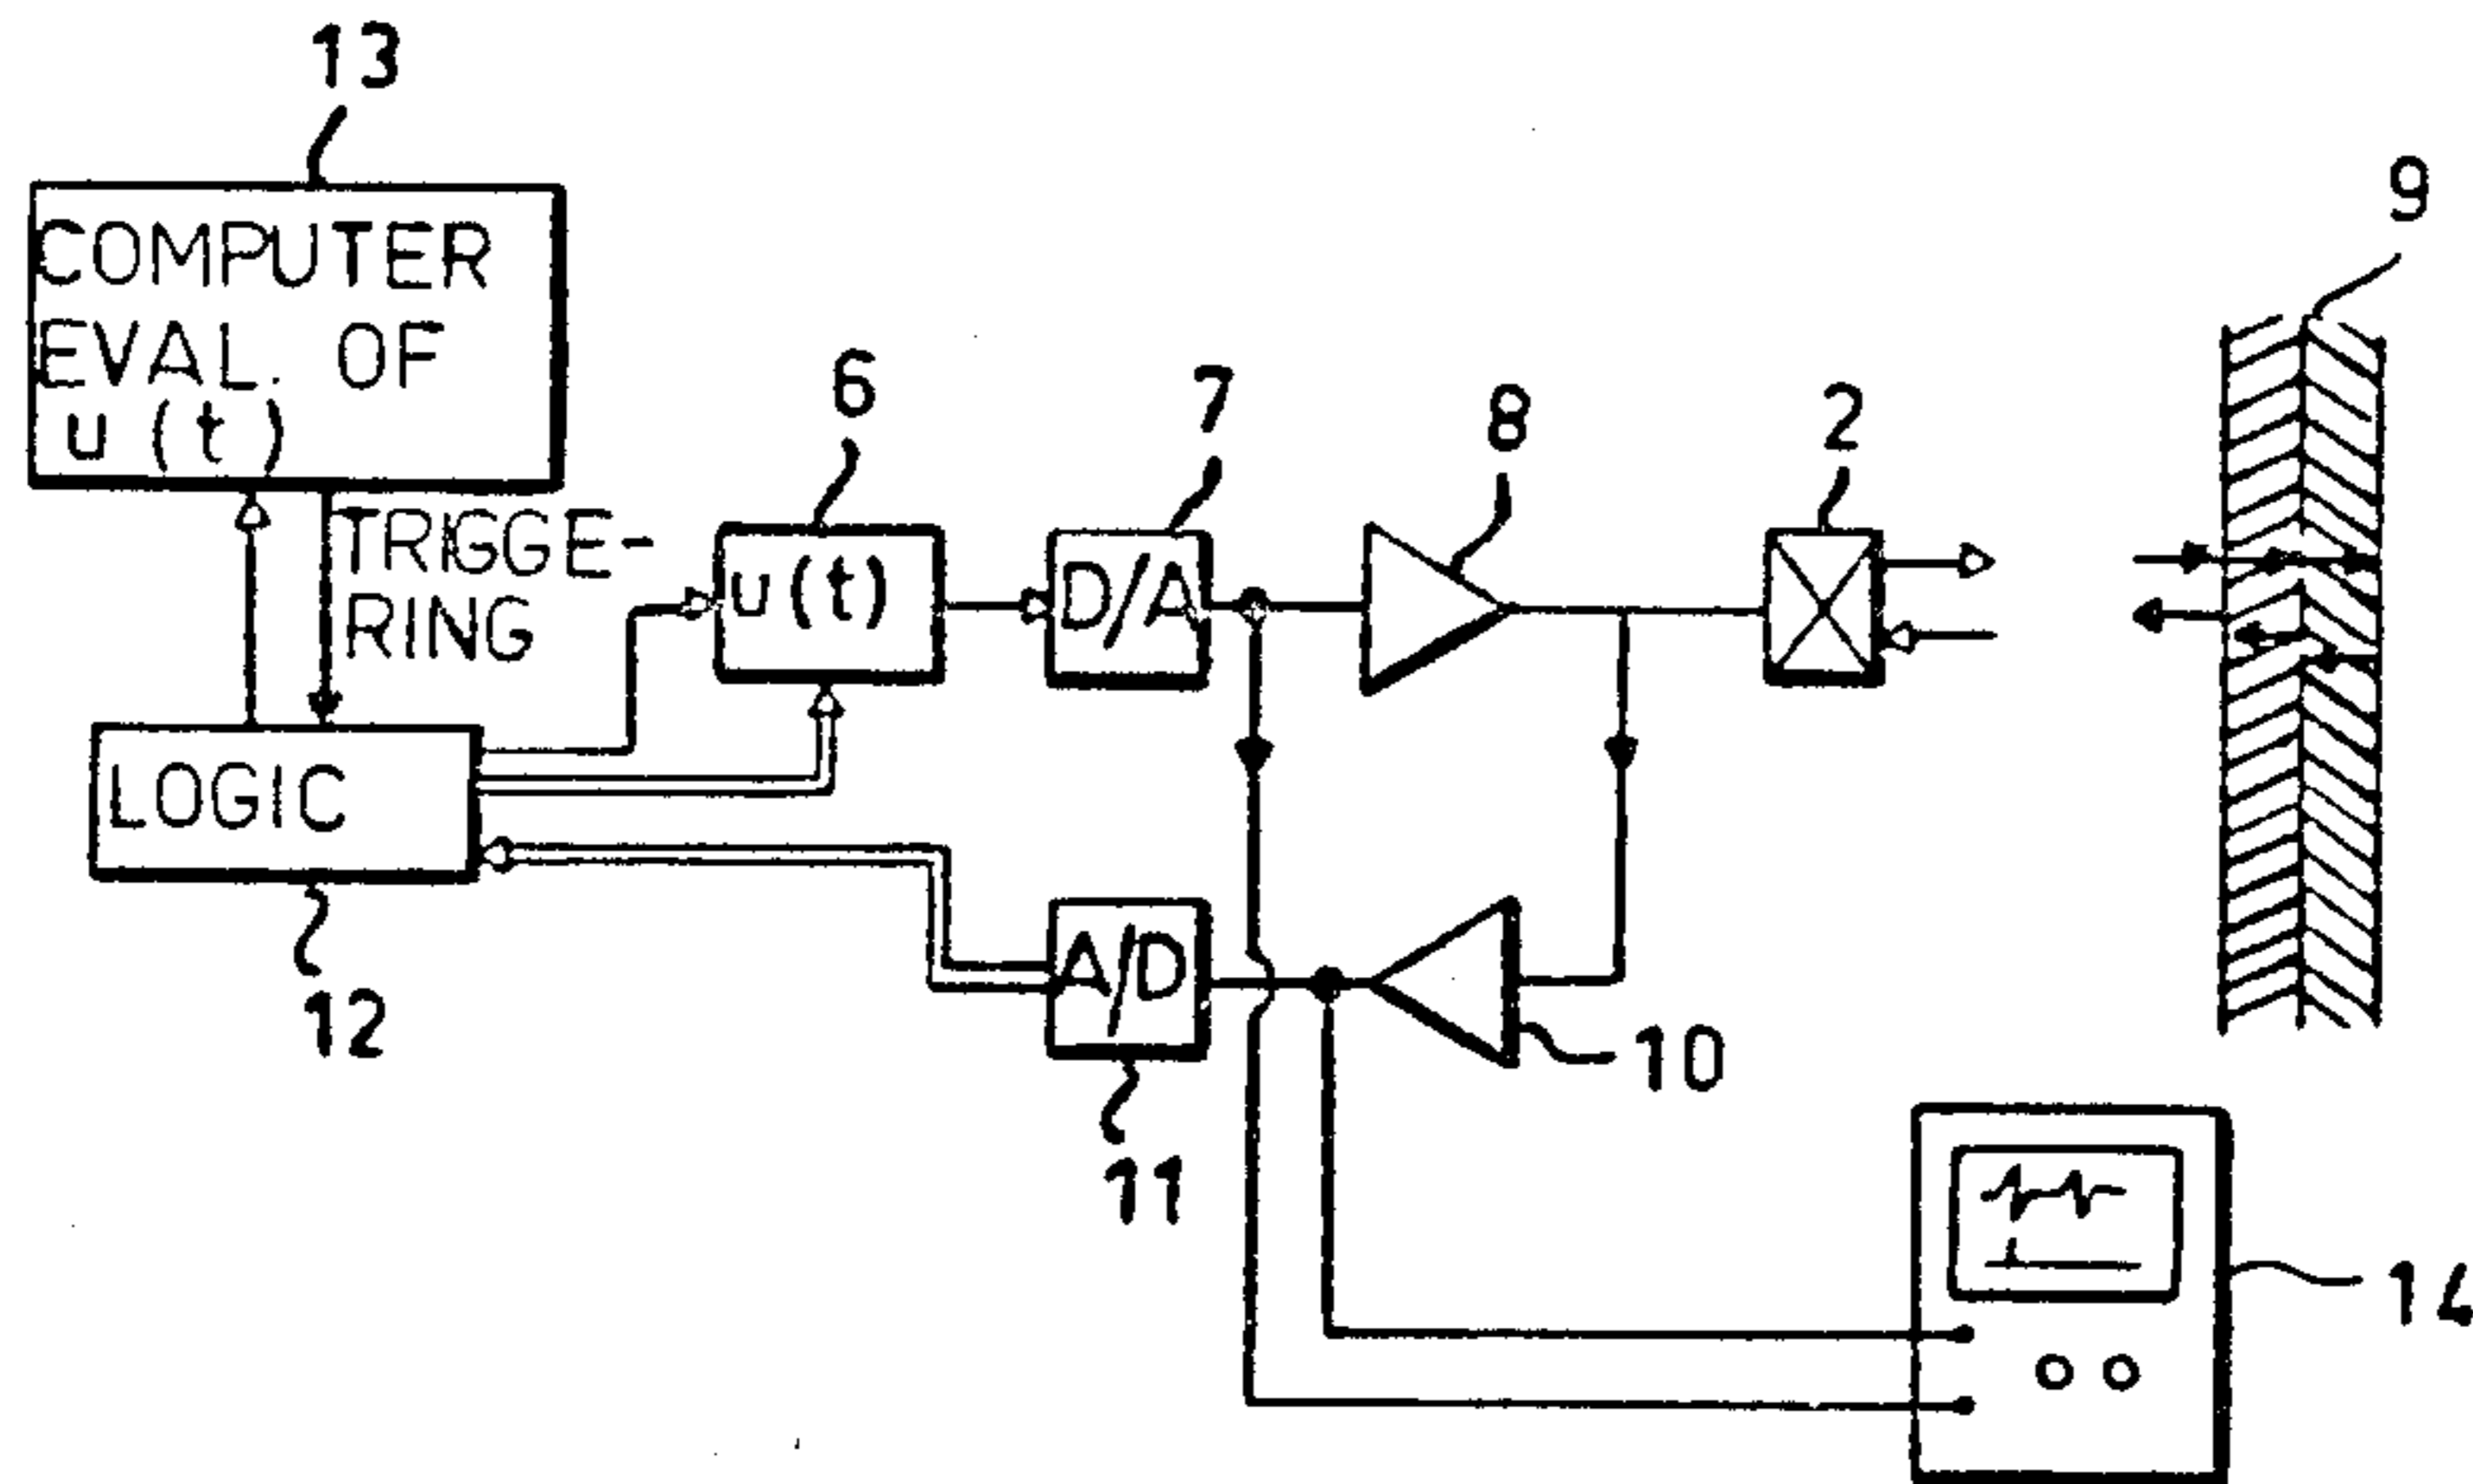 13
COMPUTER
EVAL. OF
u (t)
TRIGGE-
RING
6
u(t)
7
D/A
8
2
9
LOGIC
12
A/D
11
10
14